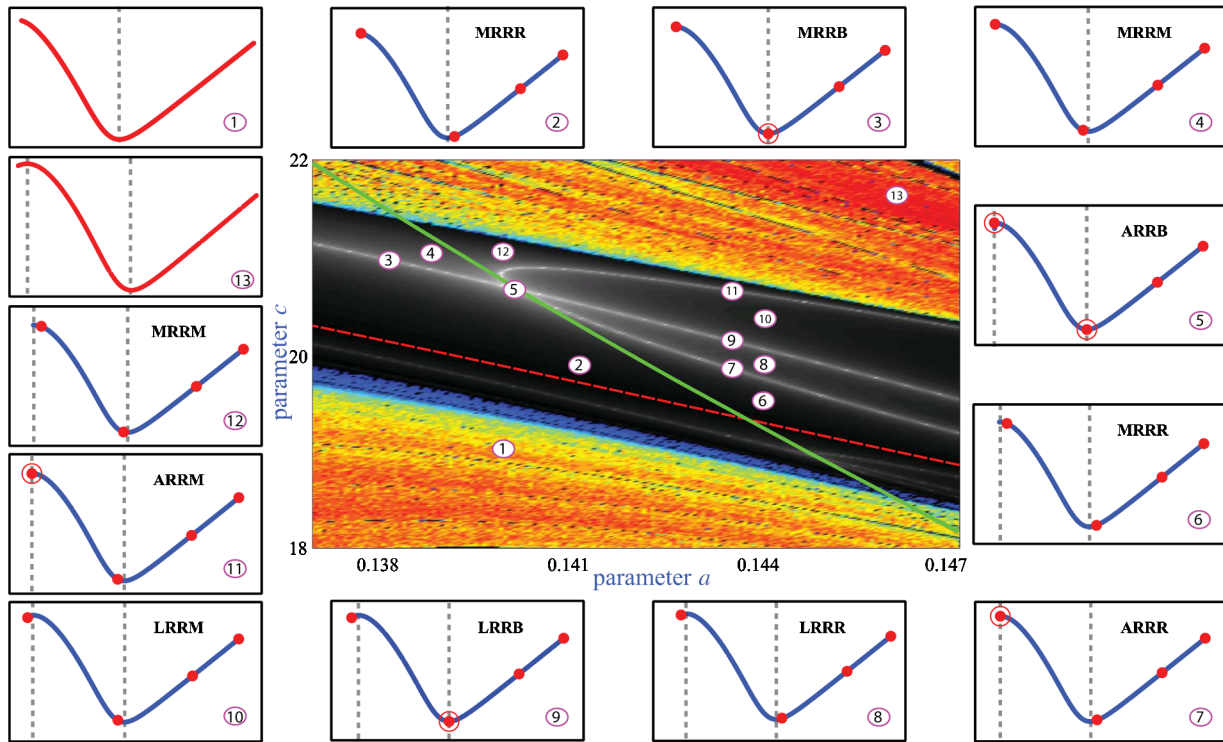 1
MRRR
2
MRRB
3
MRRM
4
13
MRRM
12
ARRM
11
LRRM
10
22
20
18
parameter c
13
12
4
3
5
11
10
9
8
7
2
6
1
0.138
0.141
0.144
0.147
parameter a
ARRB
5
MRRR
6
LRRB
9
LRRR
8
ARRR
7